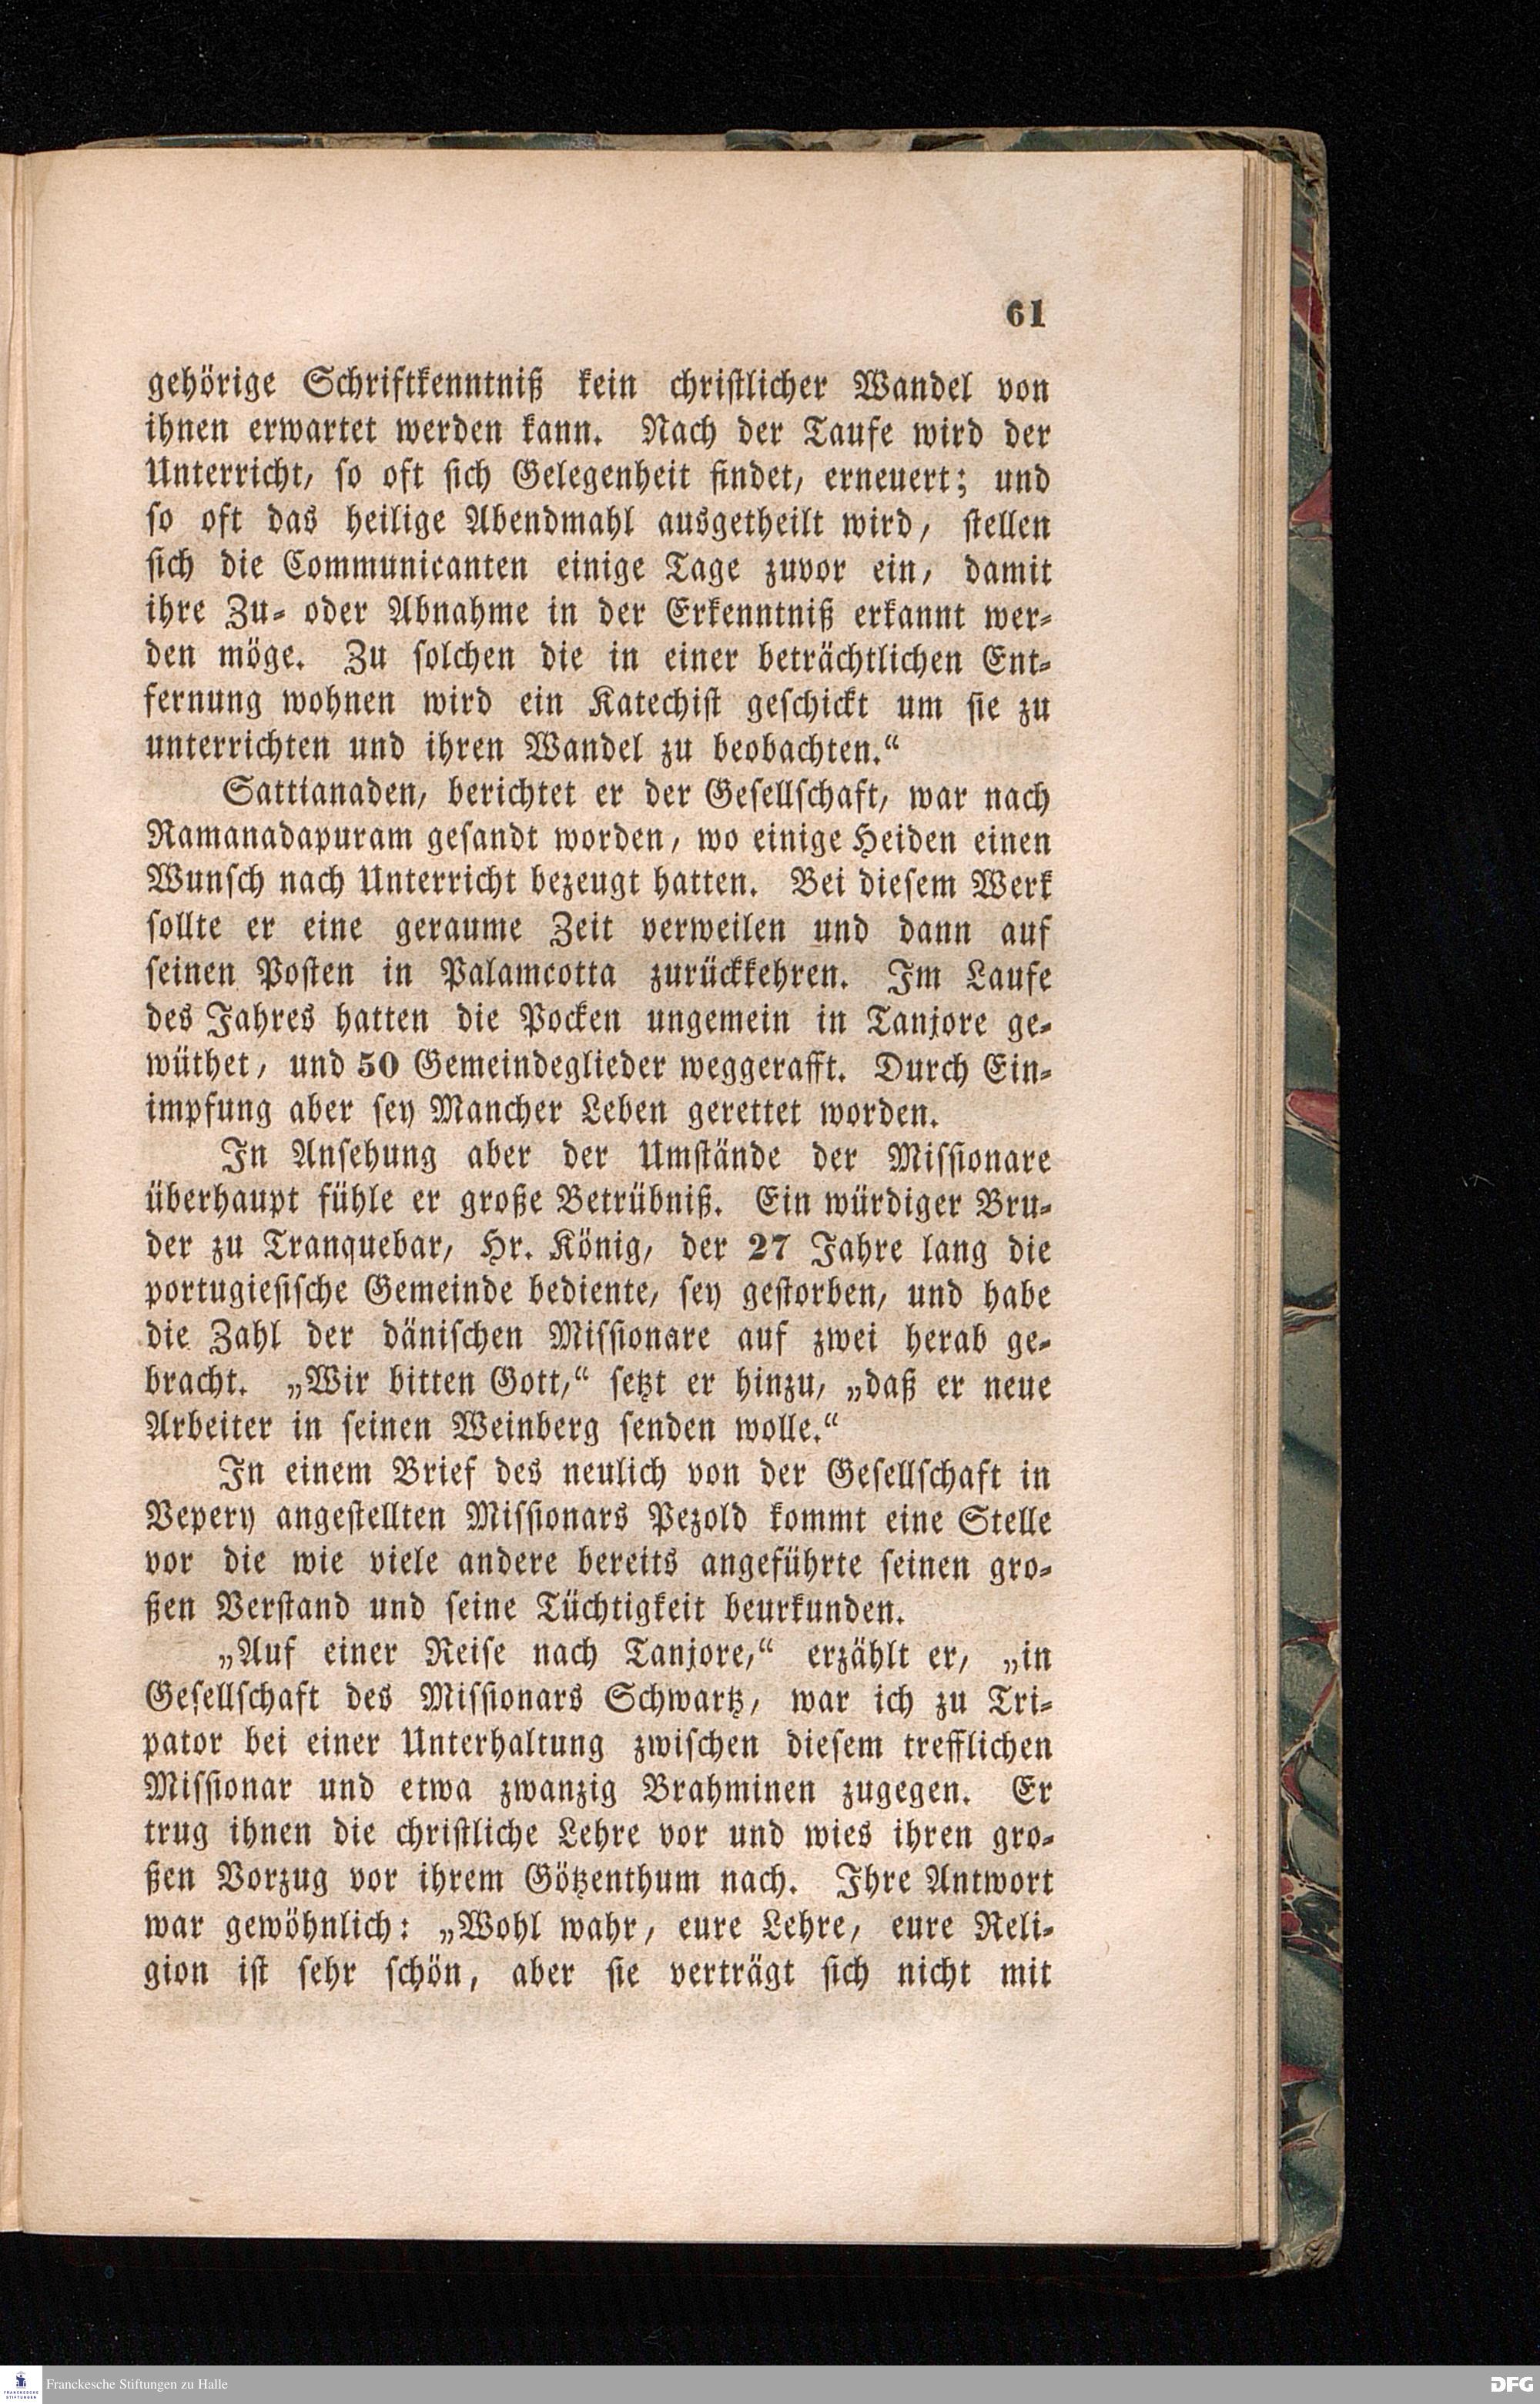 61
gehörige Schriftkenntniß kein christlicher Wandel von
ihnen erwartet werden kann. Nach der Taufe wird der
Unterricht, so oft sich Gelegenheit findet, erneuert; und
so oft das heilige Abendmahl ausgetheilt wird, stellen
sich die Communicanten einige Tage zuvor ein, damit
ihre Zu- oder Abnahme in der Erkenntniß erkannt wer-
den möge. Zu solchen die in einer beträchtlichen Ent-
fernung wohnen wird ein Katechist geschickt um sie zu
unterrichten und ihren Wandel zu beobachten.“
Sattianaden, berichtet er der Gesellschaft, war nach
Ramanadapuram gesandt worden, wo einige Heiden einen
Wunsch nach Unterricht bezeugt hatten. Bei diesem Werk
sollte er eine geraume Zeit verweilen und dann auf
seinen Posten in Palamcotta zurückkehren. Im Laufe
des Jahres hatten die Pocken ungemein in Tanjore ge-
wüthet, und 50 Gemeindeglieder weggerafft. Durch Ein-
impfung aber sey Mancher Leben gerettet worden.
In Ansehung aber der Umstände der Missionare
überhaupt fühle er große Betrübniß. Ein würdiger Bru-
der zu Tranquebar, Hr. König, der 27 Jahre lang die
portugiesische Gemeinde bediente, sey gestorben, und habe
die Zahl der dänischen Missionare auf zwei herab ge-
bracht. „Wir bitten Gott,“ setzt er hinzu, „daß er neue
Arbeiter in seinen Weinberg senden wolle.“
In einem Brief des neulich von der Gesellschaft in
Vepery angestellten Missionars Pezold kommt eine Stelle
vor die wie viele andere bereits angeführte seinen gro-
ßen Verstand und seine Tüchtigkeit beurkunden.
„Auf einer Reise nach Tanjore,“ erzählt er, „in
Gesellschaft des Missionars Schwartz, war ich zu Tri-
pator bei einer Unterhaltung zwischen diesem trefflichen
Missionar und etwa zwanzig Brahminen zugegen. Er
trug ihnen die christliche Lehre vor und wies ihren gro-
ßen Vorzug vor ihrem Götzenthum nach. Ihre Antwort
war gewöhnlich: „Wohl wahr, eure Lehre, eure Reli-
gion ist sehr schön, aber sie verträgt sich nicht mit
FRANCKESCHE
STIFTUNGEN
Franckesche Stiftungen zu Halle
DFG